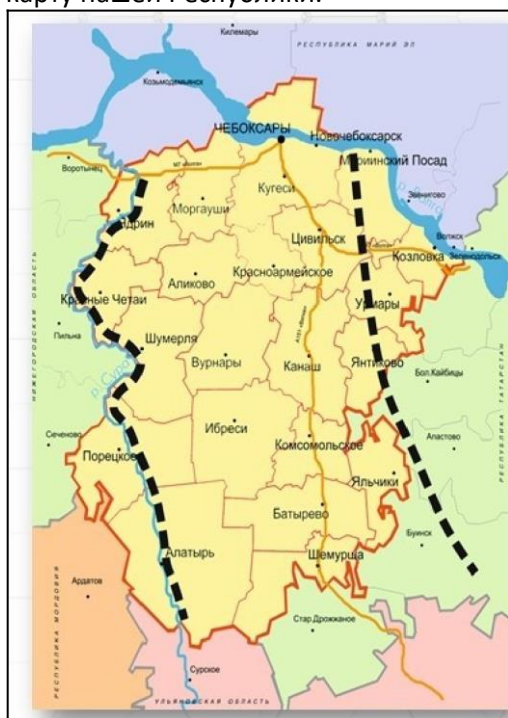 карту нашей Республики.
Килемары
РЕСПУБЛИКА МАРИЙ ЭЛ
Козьмодемьянск
ЧЕБОКСАРЫ
Новочебоксарск
Мариинский Посад
Воротынец
М7 «Волга»
Кугеси
Звенигово
Моргауши
Ядрин
Цивильск
Волжск
Козловка
Зеленодольск
Аликово
Красноармейское
Красные Четаи
Урмары
НИЖЕГОРОДСКАЯ ОБЛАСТЬ
Пильна
Шумерля
Вурнары
Канаш
Янтиково
Бол.Кайбицы
РЕСПУБЛИКА ТАТАРСТАН
р. Сура
Ибреси
Сеченово
Комсомольское
Апастово
Порецкое
Яльчики
Батырево
Буинск
Алатырь
Шемурша
Ардатов
РЕСПУБЛИКА МОРДОВИЯ
Стар.Дрожжаное
Сурское
УЛЬЯНОВСКАЯ ОБЛАСТЬ